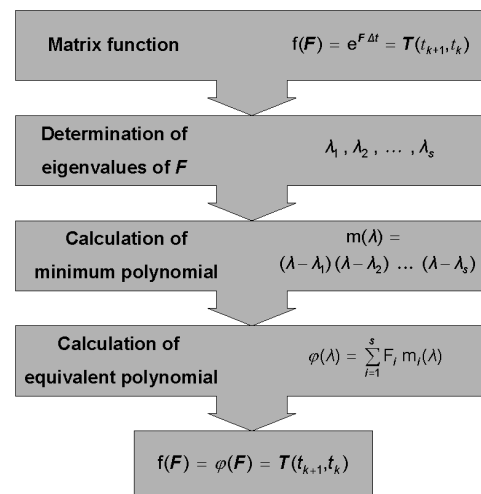 Matrix function f(F) = e^{F Δt} = T(t_{k+1},t_k)
Determination of
eigenvalues of F
λ_1 , λ_2 , … , λ_s
Calculation of
minimum polynomial
m(λ) =
(λ−λ_1)(λ−λ_2) … (λ−λ_s)
Calculation of
equivalent polynomial
φ(λ) = ∑_{i=1}^{s} F_i m_i(λ)
f(F) = φ(F) = T(t_{k+1},t_k)